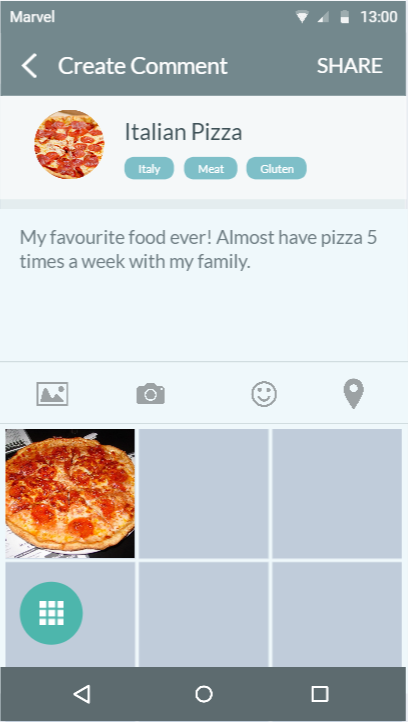 Marvel 13:00
Create Comment SHARE
Italian Pizza
Italy Meat Gluten
My favourite food ever! Almost have pizza 5
times a week with my family.